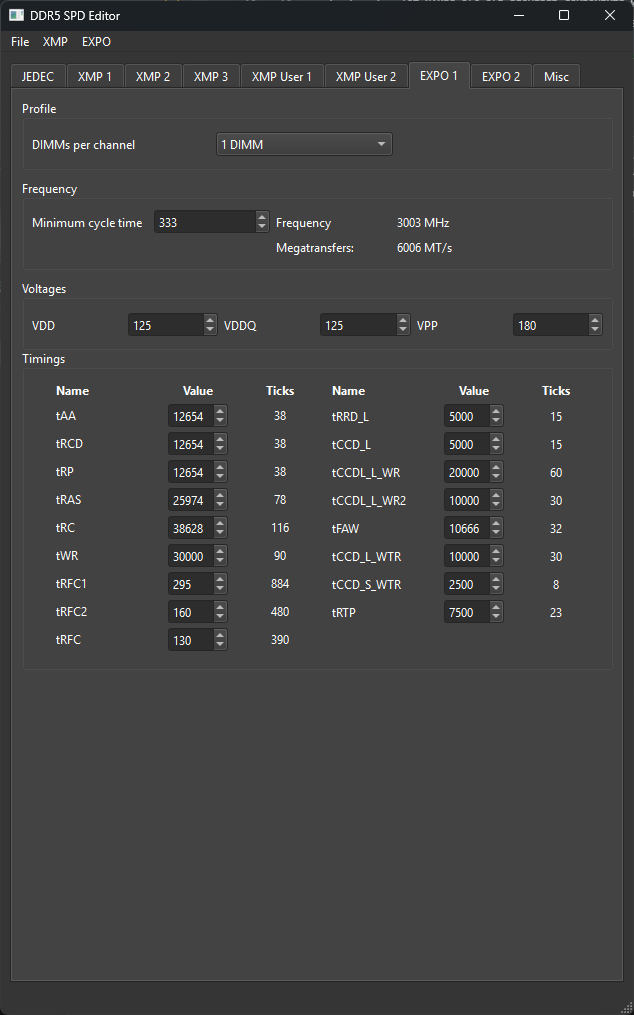 DDR5 SPD Editor
File XMP EXPO
JEDEC XMP 1 XMP 2 XMP 3 XMP User 1 XMP User 2 EXPO 1 EXPO 2 Misc
Profile
DIMMs per channel 1 DIMM
Frequency
Minimum cycle time 333 Frequency 3003 MHz
Megatransfers: 6006 MT/s
Voltages
VDD 125 VDDQ 125 VPP 180
Timings
Name Value Ticks Name Value Ticks
tAA 12654 38 tRRD_L 5000 15
tRCD 12654 38 tCCD_L 5000 15
tRP 12654 38 tCCDL_L_WR 20000 60
tRAS 25974 78 tCCDL_L_WR2 10000 30
tRC 38628 116 tFAW 10666 32
tWR 30000 90 tCCD_L_WTR 10000 30
tRFC1 295 884 tCCD_S_WTR 2500 8
tRFC2 160 480 tRTP 7500 23
tRFC 130 390